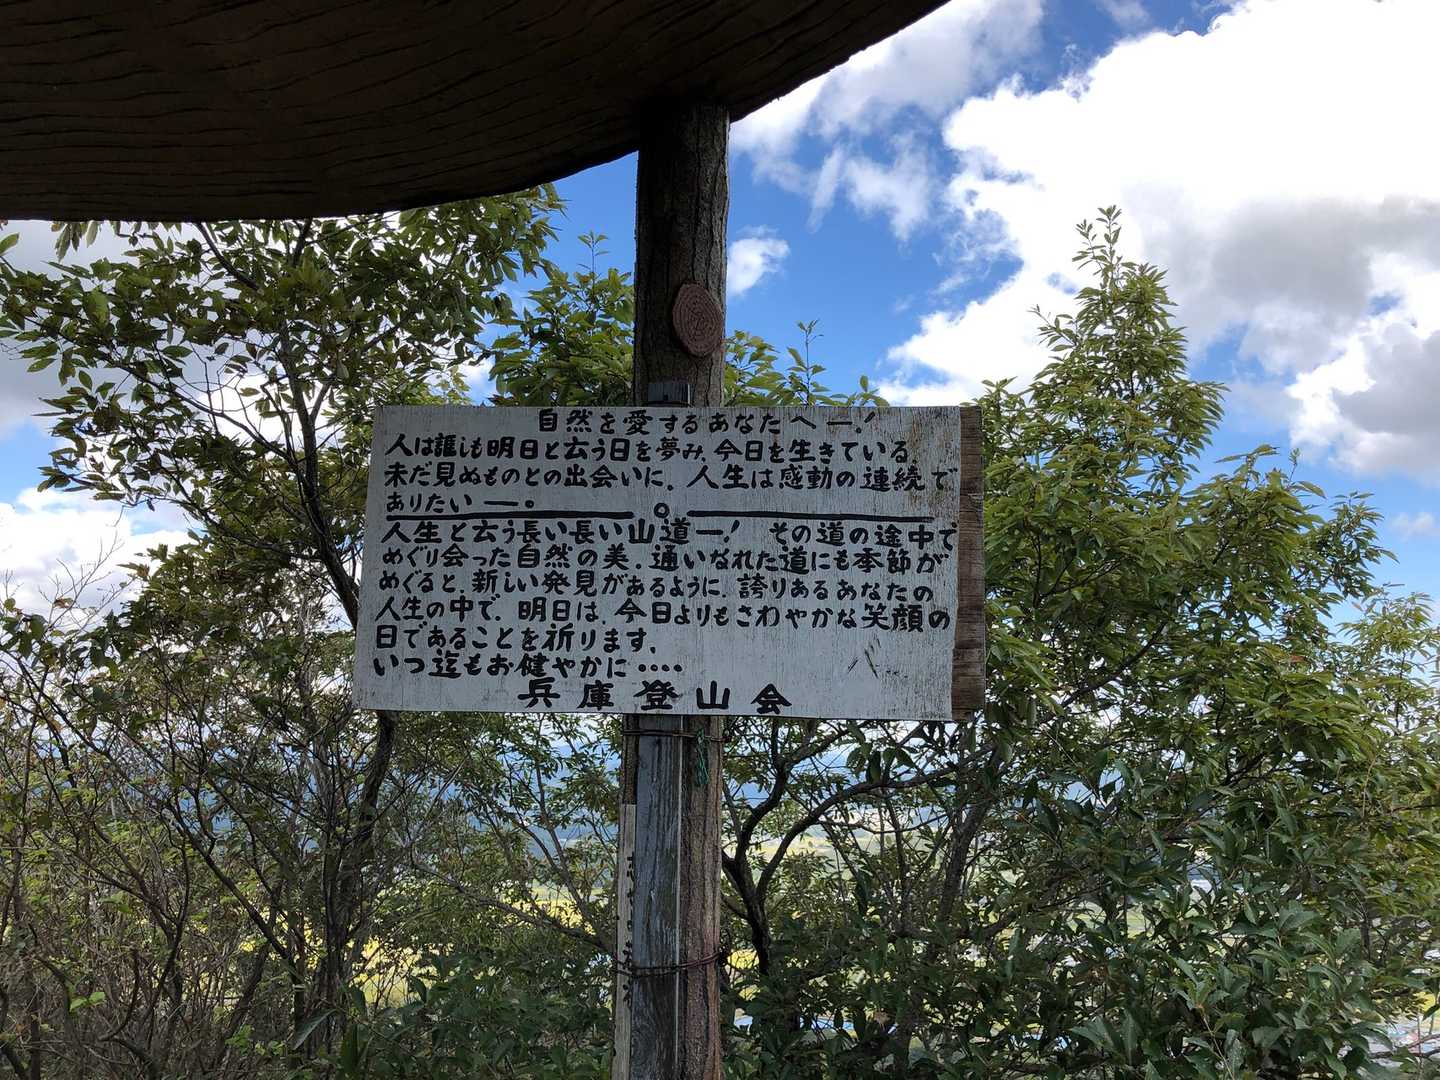 自然を愛するあなたへ ―!
人は誰しも明日と云う日を夢み、今日を生きている。
未だ見ぬものとの出会いに、人生は感動の連続で
ありたい ―。
人生と云う長い長い山道―! その道の途中で
めぐり会った自然の美、通いなれた道にも季節が
めぐると、新しい発見があるように、誇りあるあなたの
人生の中で、明日は、今日よりもさわやかな笑顔の
日であることを祈ります。
いつ迄もお健やかに ‥‥
兵庫登山会